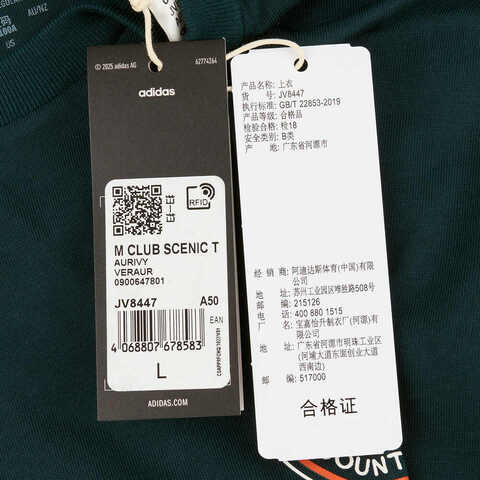 AU/NZ
US
© 2025 adidas AG
62774264
adidas
RFID
M CLUB SCENIC T
AURIVY
VERAUR
0900647801
JV8447
A50
4 068807 678583
L
ADIDAS.COM
产品名称: 上衣
货 号: JV8447
执行标准: GB/T 22853-2019
产品等级: 合格品
检验合格: 检18
安全类别: B类
产 地: 广东省河源市
经 销 商: 阿迪达斯体育(中国)有限
公司
地 址: 苏州工业园区唯胜路508号
邮 编: 215126
电 话: 400 880 1515
厂 名: 宝嘉怡升制衣厂(河源)有
限公司
地 址: 广东省河源市明珠工业区
(河埔大道东面创业大道
西南边)
邮 编: 517000
合格证
OUNT